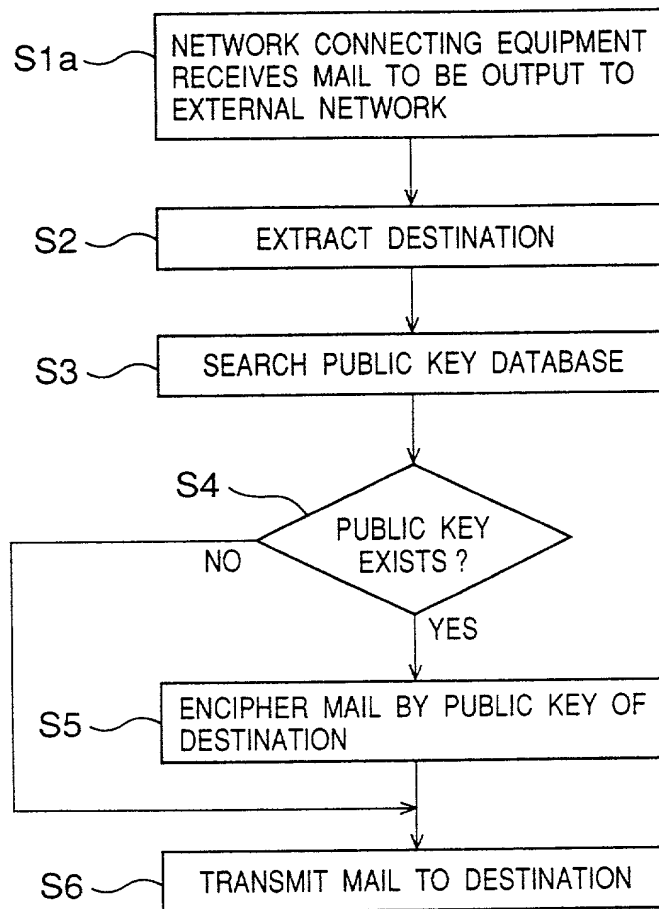 S1a
NETWORK CONNECTING EQUIPMENT
RECEIVES MAIL TO BE OUTPUT TO
EXTERNAL NETWORK
S2
EXTRACT DESTINATION
S3
SEARCH PUBLIC KEY DATABASE
S4
PUBLIC KEY
EXISTS ?
NO
YES
S5
ENCIPHER MAIL BY PUBLIC KEY OF
DESTINATION
S6
TRANSMIT MAIL TO DESTINATION